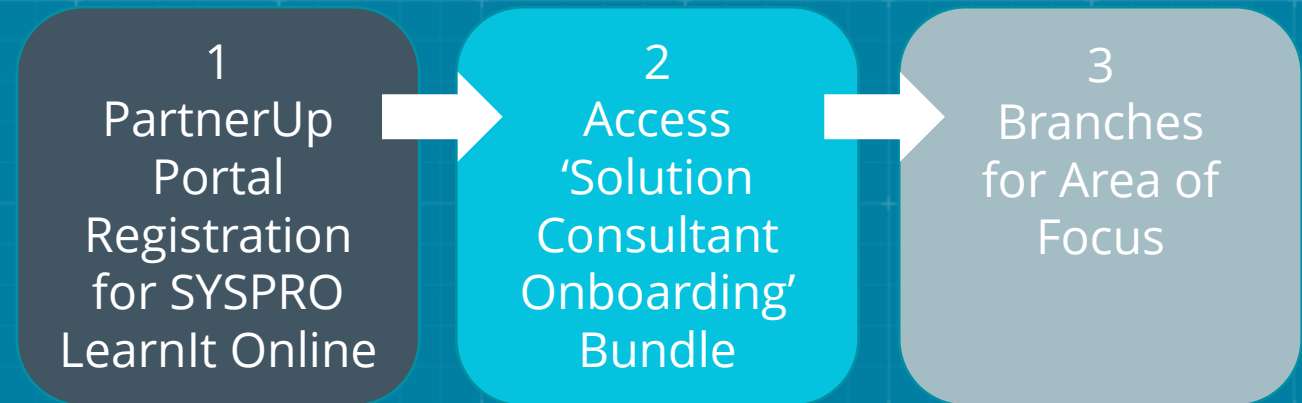 1
PartnerUp
Portal
Registration
for SYSPRO
LearnIt Online
2
Access
‘Solution
Consultant
Onboarding’
Bundle
3
Branches
for Area of
Focus